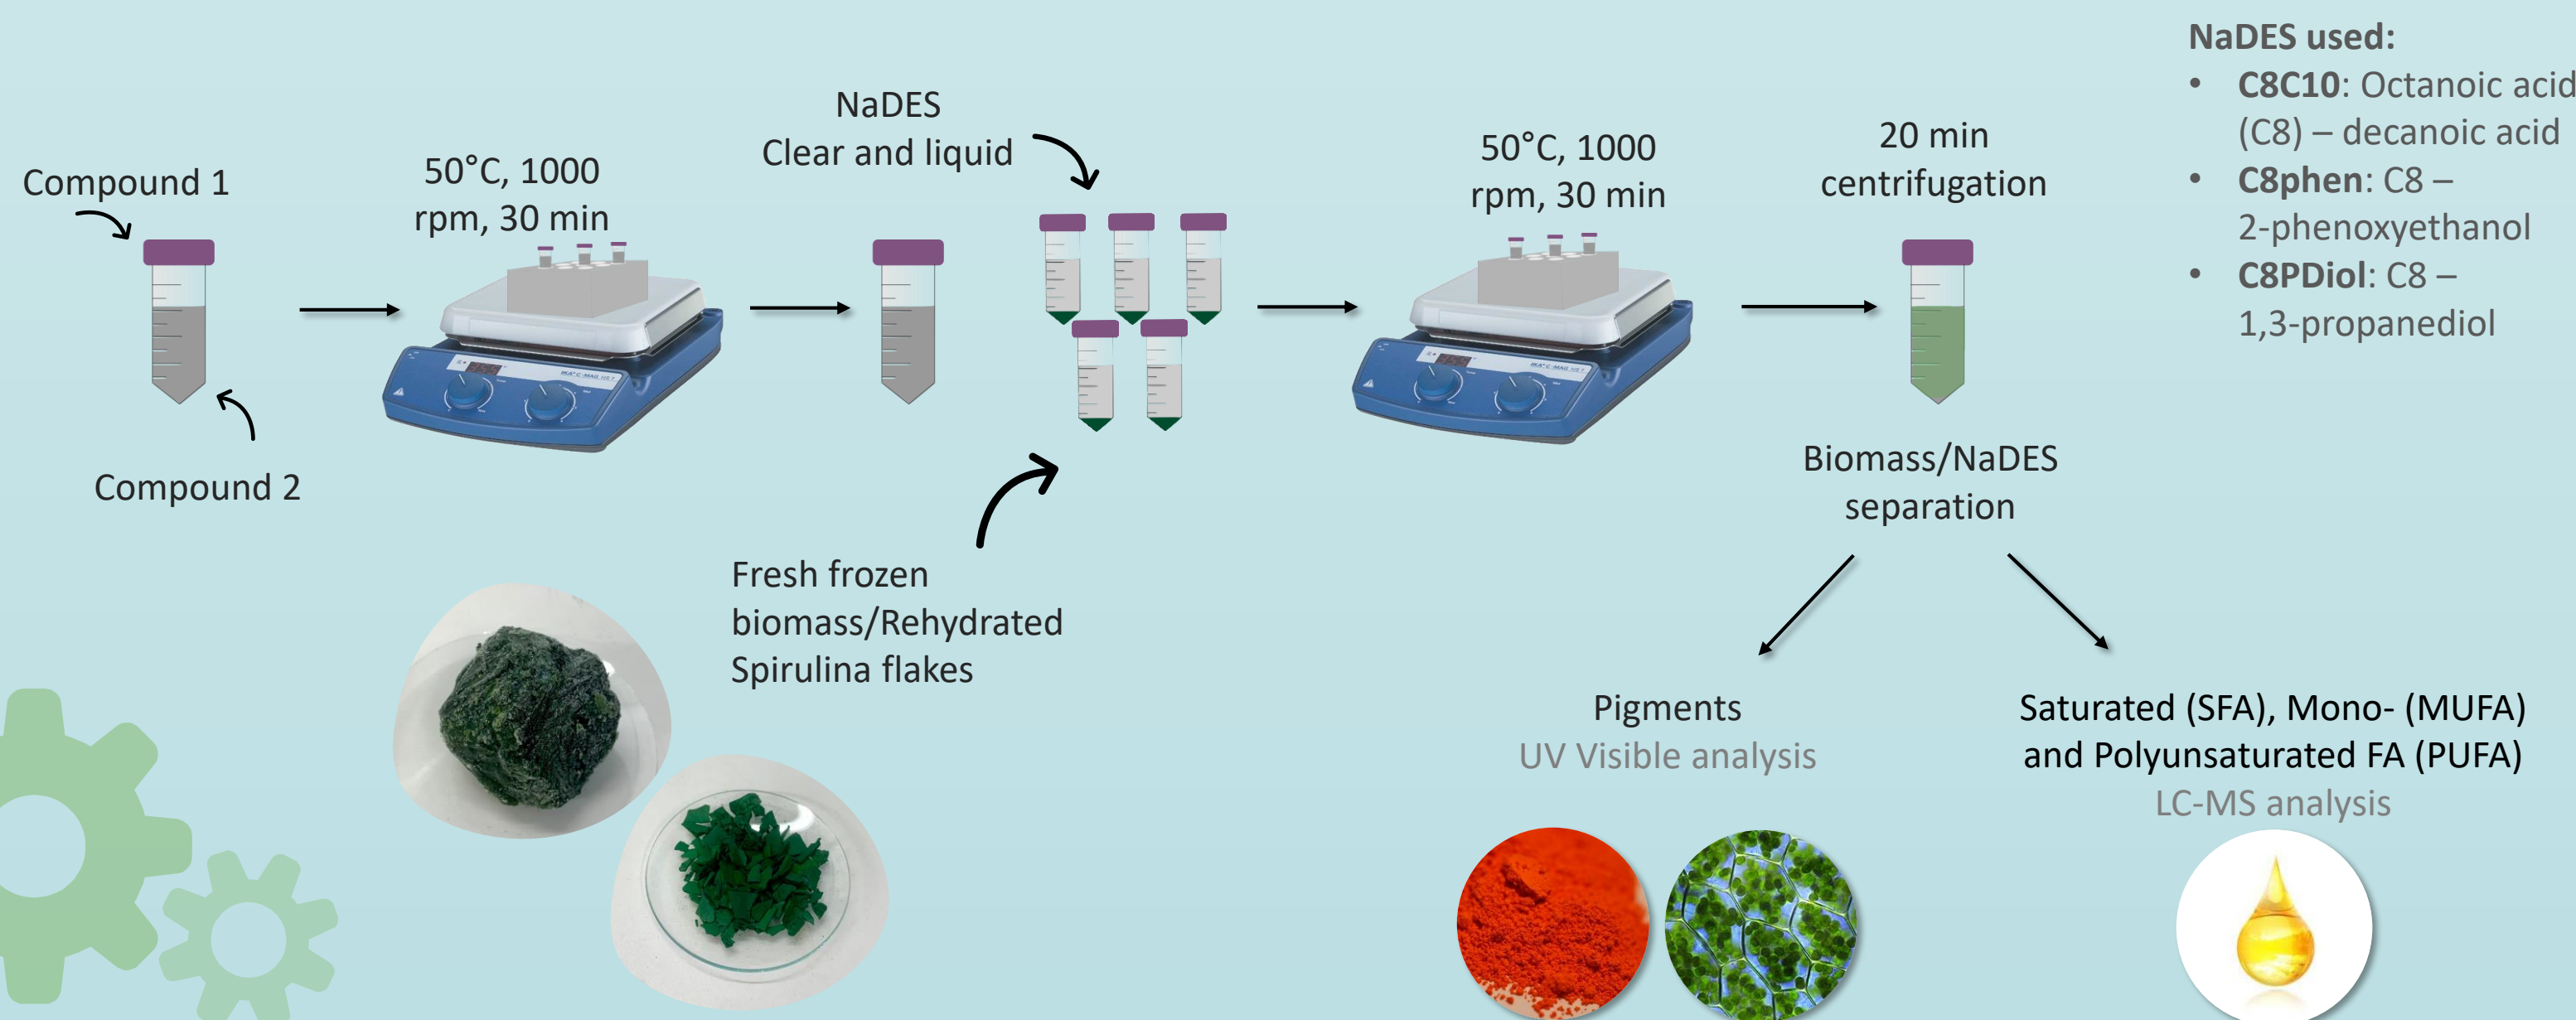 Compound 1
Compound 2
50°C, 1000
rpm, 30 min
NaDES
Clear and liquid
Fresh frozen
biomass/Rehydrated
Spirulina flakes
50°C, 1000
rpm, 30 min
20 min
centrifugation
Biomass/NaDES
separation
Pigments
UV Visible analysis
Saturated (SFA), Mono- (MUFA)
and Polyunsaturated FA (PUFA)
LC-MS analysis
NaDES used:
• C8C10: Octanoic acid
(C8) – decanoic acid
• C8phen: C8 –
2-phenoxyethanol
• C8PDiol: C8 –
1,3-propanediol